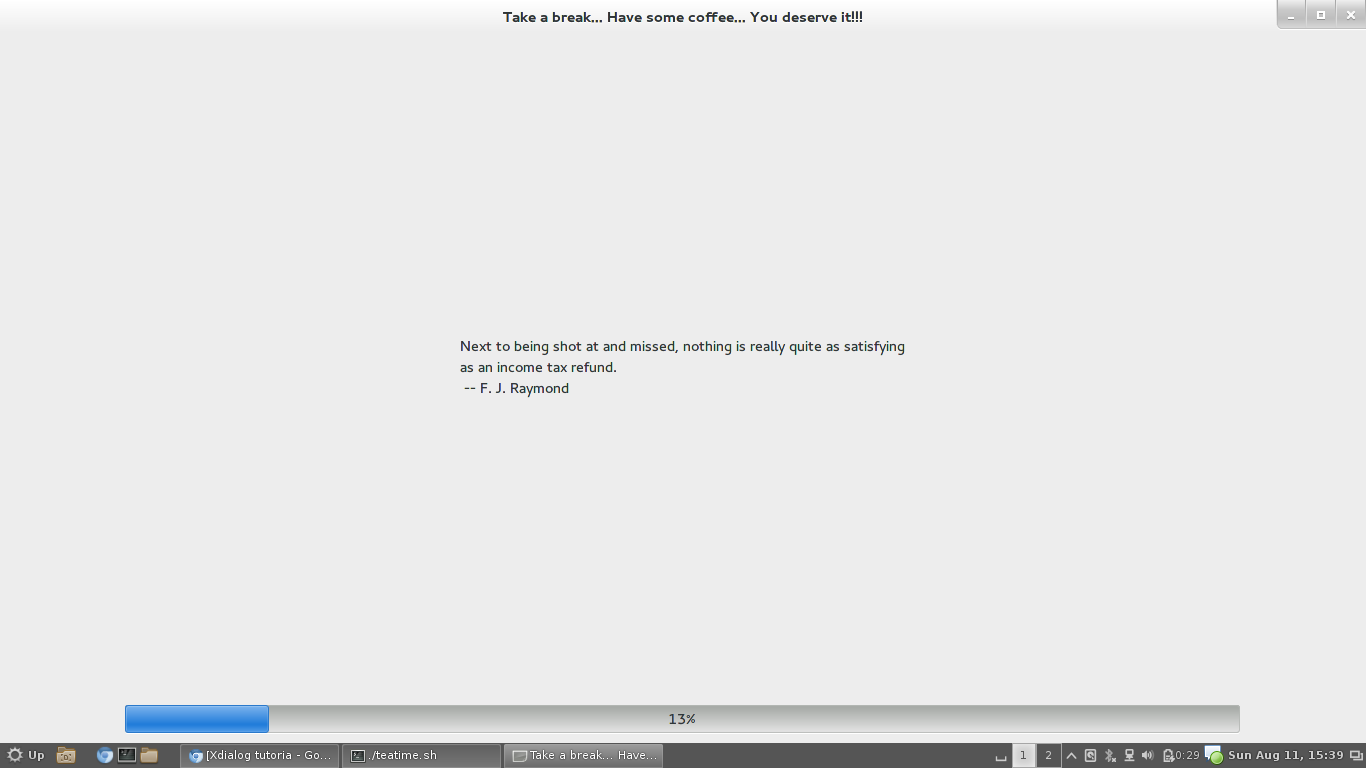 Take a break... Have some coffee... You deserve it!!!
Next to being shot at and missed, nothing is really quite as satisfying
as an income tax refund.
-- F. J. Raymond
13%
Up
[Xdialog tutoria - Go...
./teatime.sh
Take a break... Have...
1
2
0:29
Sun Aug 11, 15:39